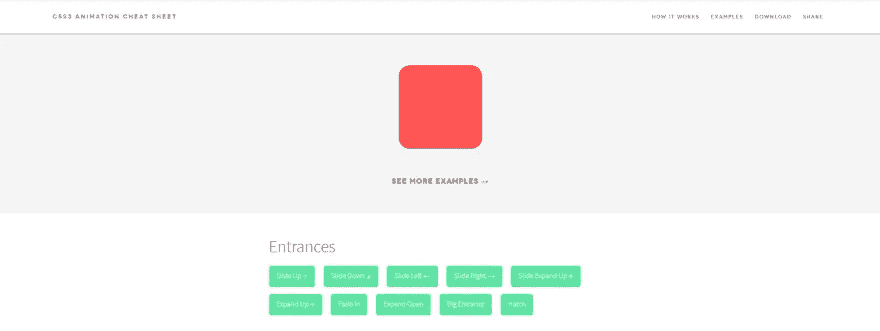 CSS3 ANIMATION CHEAT SHEET
HOW IT WORKS EXAMPLES DOWNLOAD SHARE
SEE MORE EXAMPLES →
Entrances
Slide Up ↑ Slide Down ↓ Slide Left ← Slide Right → Slide Expand Up ↑
Expand Up ↑ Fade In Expand Open Big Entrance Hatch